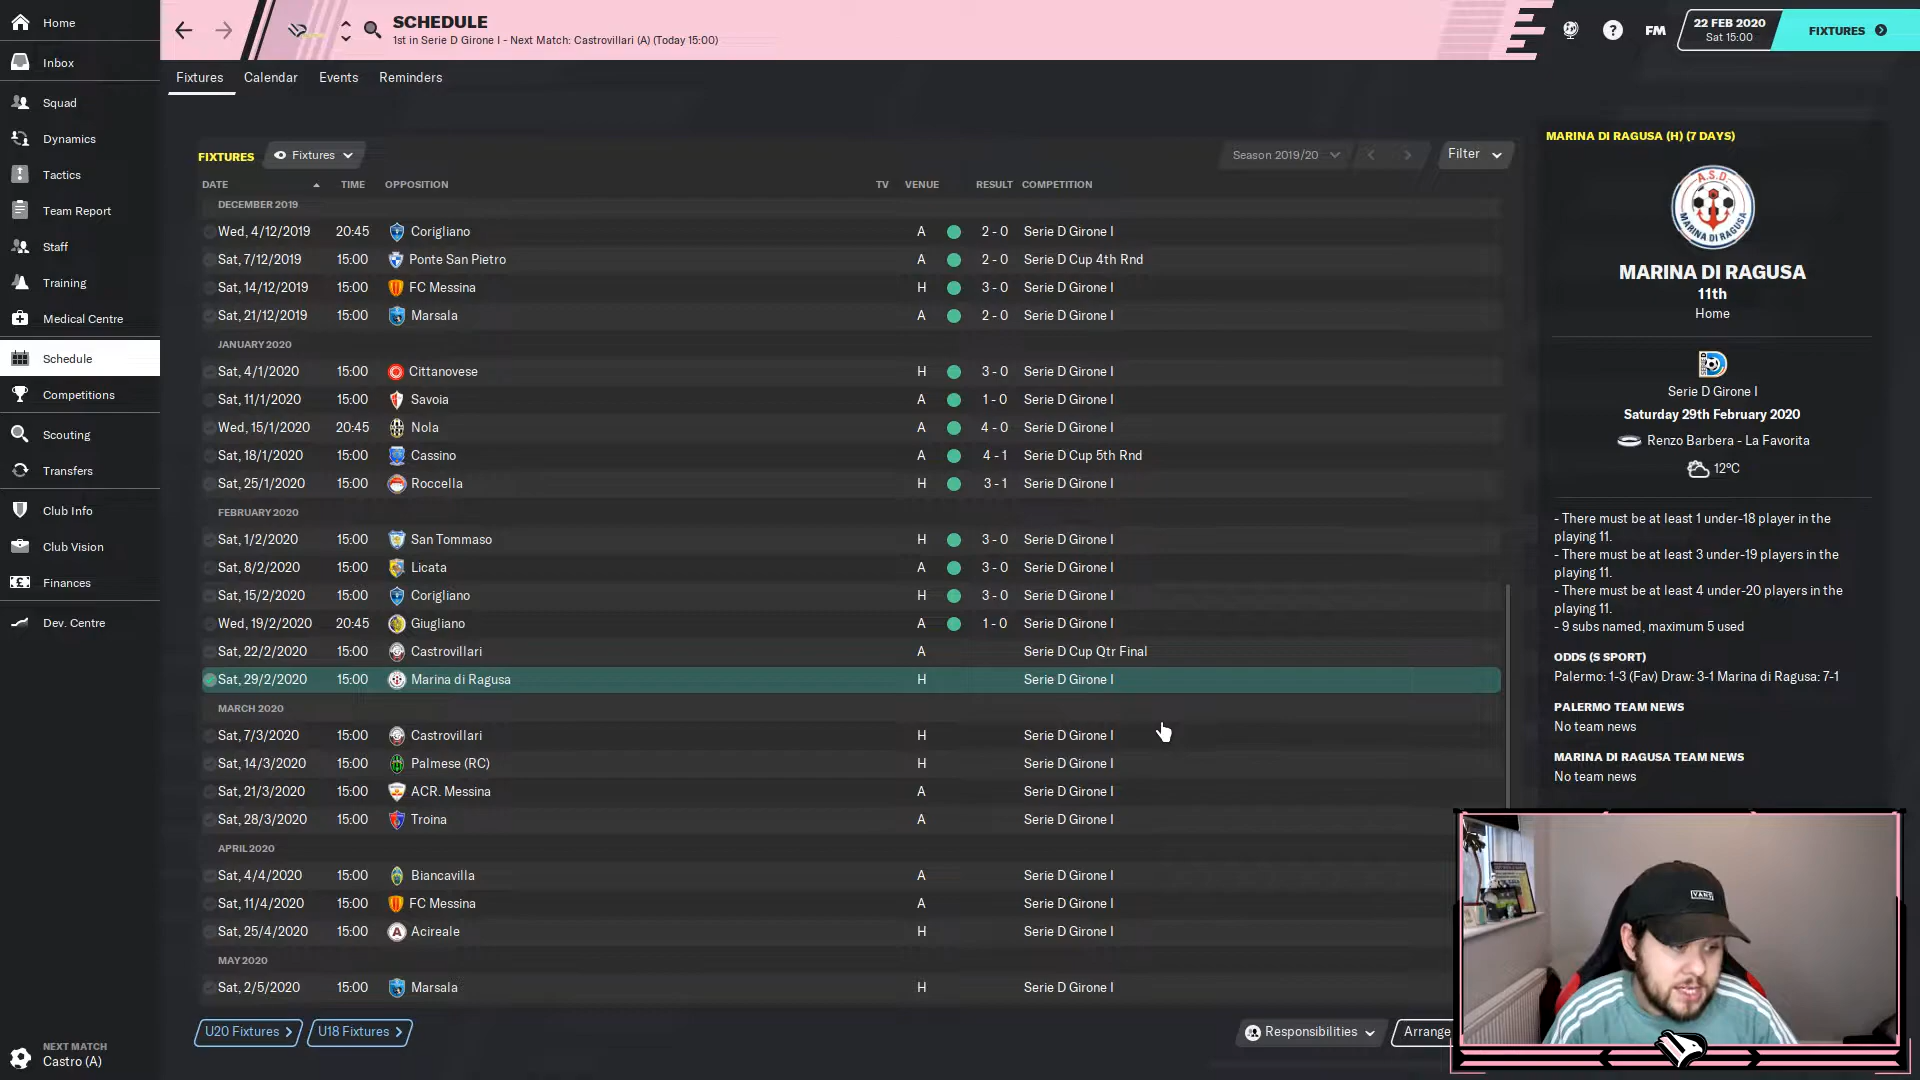 Home
Inbox
Squad
Dynamics
Tactics
Team Report
Staff
Training
Medical Centre
Schedule
Competitions
Scouting
Transfers
Club Info
Club Vision
Finances
Dev. Centre
NEXT MATCH
Castro (A)
SCHEDULE
1st in Serie D Girone I - Next Match: Castrovillari (A) (Today 15:00)
FM
22 FEB 2020
Sat 15:00
FIXTURES
Fixtures Calendar Events Reminders
FIXTURES Fixtures Season 2019/20 Filter
DATE TIME OPPOSITION TV VENUE RESULT COMPETITION
DECEMBER 2019
Wed, 4/12/2019 20:45 Corigliano A 2 - 0 Serie D Girone I
Sat, 7/12/2019 15:00 Ponte San Pietro A 2 - 0 Serie D Cup 4th Rnd
Sat, 14/12/2019 15:00 FC Messina H 3 - 0 Serie D Girone I
Sat, 21/12/2019 15:00 Marsala A 2 - 0 Serie D Girone I
JANUARY 2020
Sat, 4/1/2020 15:00 Cittanovese H 3 - 0 Serie D Girone I
Sat, 11/1/2020 15:00 Savoia A 1 - 0 Serie D Girone I
Wed, 15/1/2020 20:45 Nola A 4 - 0 Serie D Girone I
Sat, 18/1/2020 15:00 Cassino A 4 - 1 Serie D Cup 5th Rnd
Sat, 25/1/2020 15:00 Roccella H 3 - 1 Serie D Girone I
FEBRUARY 2020
Sat, 1/2/2020 15:00 San Tommaso H 3 - 0 Serie D Girone I
Sat, 8/2/2020 15:00 Licata A 3 - 0 Serie D Girone I
Sat, 15/2/2020 15:00 Corigliano H 3 - 0 Serie D Girone I
Wed, 19/2/2020 20:45 Giugliano A 1 - 0 Serie D Girone I
Sat, 22/2/2020 15:00 Castrovillari A Serie D Cup Qtr Final
Sat, 29/2/2020 15:00 Marina di Ragusa H Serie D Girone I
MARCH 2020
Sat, 7/3/2020 15:00 Castrovillari H Serie D Girone I
Sat, 14/3/2020 15:00 Palmese (RC) H Serie D Girone I
Sat, 21/3/2020 15:00 ACR. Messina A Serie D Girone I
Sat, 28/3/2020 15:00 Troina A Serie D Girone I
APRIL 2020
Sat, 4/4/2020 15:00 Biancavilla A Serie D Girone I
Sat, 11/4/2020 15:00 FC Messina A Serie D Girone I
Sat, 25/4/2020 15:00 Acireale H Serie D Girone I
MAY 2020
Sat, 2/5/2020 15:00 Marsala H Serie D Girone I
U20 Fixtures U18 Fixtures Responsibilities Arrange
MARINA DI RAGUSA (H) (7 DAYS)
A.S.D.
MARINA DI RAGUSA
MARINA DI RAGUSA
11th
Home
Serie D Girone I
Saturday 29th February 2020
Renzo Barbera - La Favorita
12°C
- There must be at least 1 under-18 player in the
playing 11.
- There must be at least 3 under-19 players in the
playing 11.
- There must be at least 4 under-20 players in the
playing 11.
- 9 subs named, maximum 5 used
ODDS (S SPORT)
Palermo: 1-3 (Fav) Draw: 3-1 Marina di Ragusa: 7-1
PALERMO TEAM NEWS
No team news
MARINA DI RAGUSA TEAM NEWS
No team news
VANS